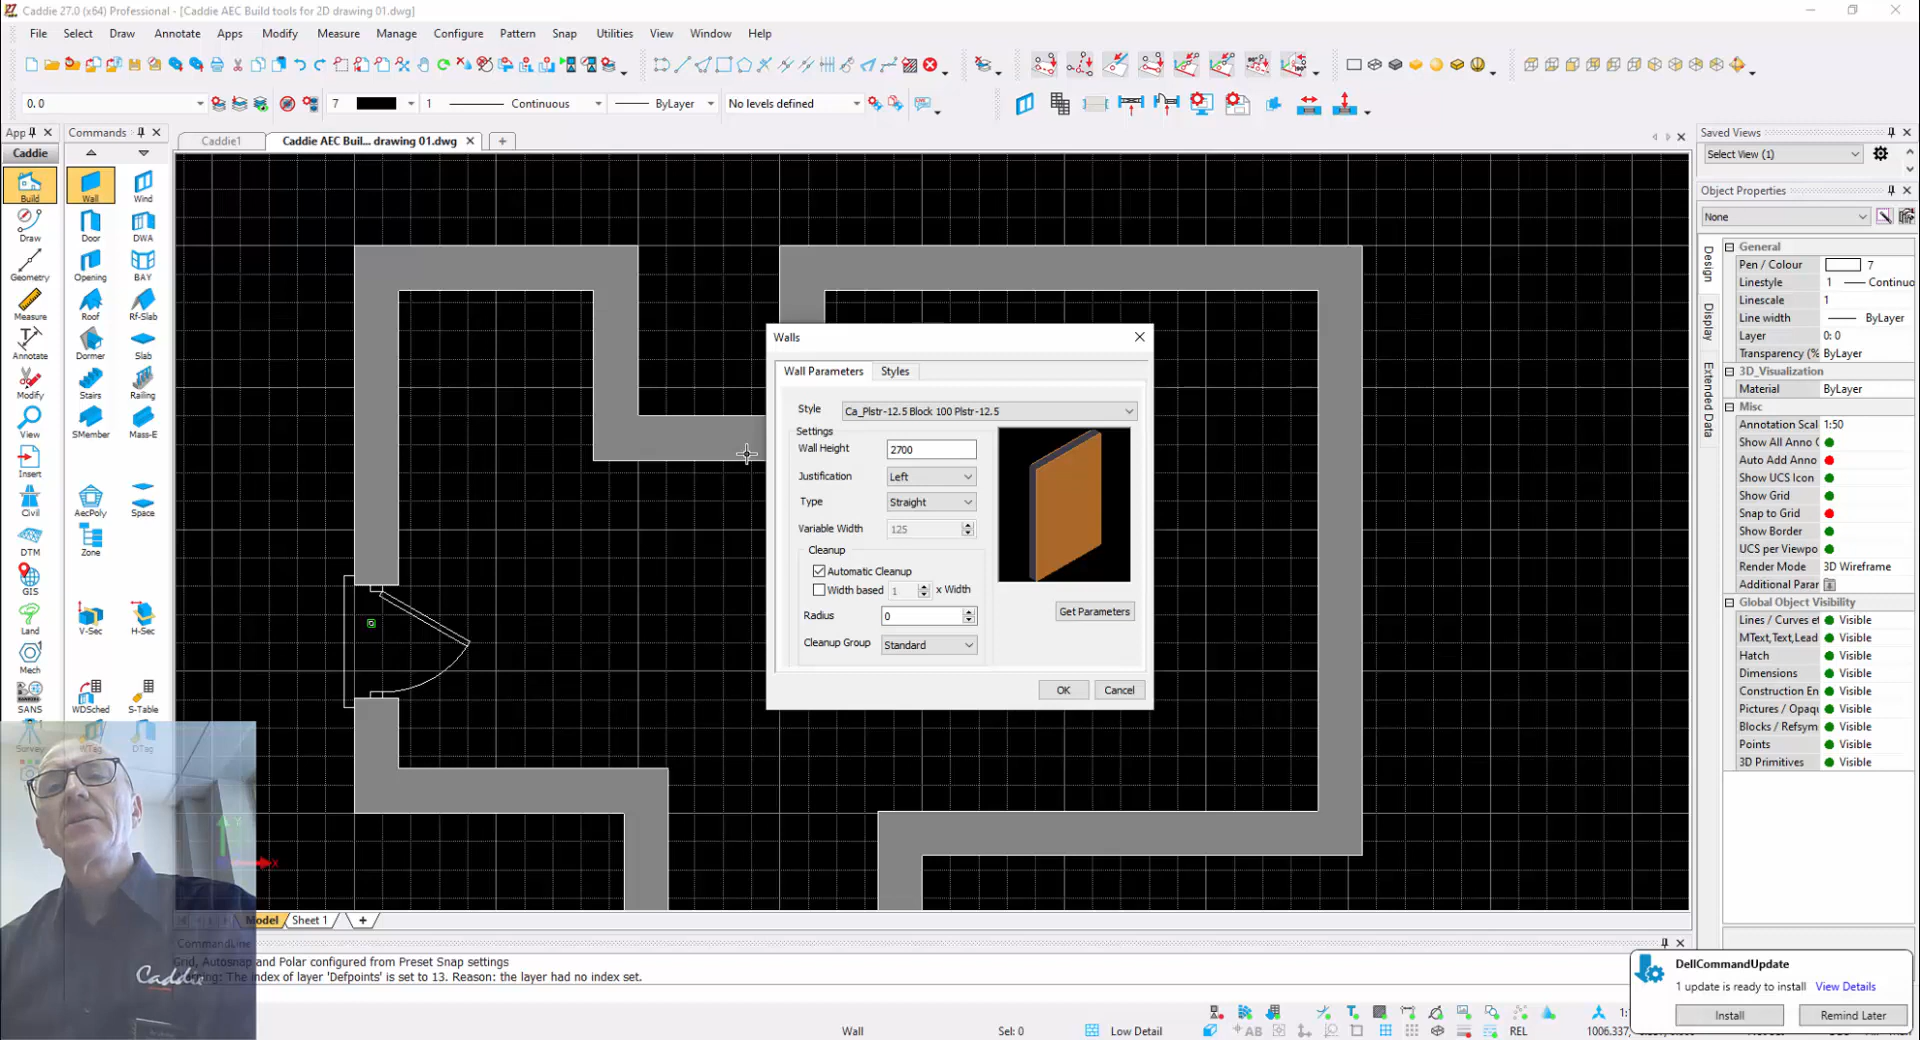 Caddie 27.0 (x64) Professional - [Caddie AEC Build tools for 2D drawing 01.dwg]
File Select Draw Annotate Apps Modify Measure Manage Configure Pattern Snap Utilities View Window Help
0. 0 7 1 Continuous ByLayer No levels defined
App Commands Caddie1 Caddie AEC Buil... drawing 01.dwg
Caddie
Build Wall Wind
Draw Door DWA
Geometry Opening BAY
Measure Roof Rf-Slab
Annotate Dormer Slab
Modify Stairs Railing
View SMember Mass-E
Insert
Civil AecPoly Space
DTM Zone
GIS
Land V-Sec H-Sec
Mech
SANS WDSched S-Table
Survey WTag DTag
Walls
Wall Parameters Styles
Style Ca_Plstr-12.5 Block 100 Plstr-12.5
Settings
Wall Height 2700
Justification Left
Type Straight
Variable Width 125
Cleanup
Automatic Cleanup
Width based 1 x Width
Radius 0
Cleanup Group Standard
Get Parameters
OK Cancel
Saved Views
Select View (1)
Object Properties
None
Design
Display
Extended Data
General
Pen / Colour 7
Linestyle 1 Continuo
Linescale 1
Line width ByLayer
Layer 0: 0
Transparency (% ByLayer
3D_Visualization
Material ByLayer
Misc
Annotation Scal 1:50
Show All Anno C
Auto Add Anno
Show UCS Icon
Show Grid
Snap to Grid
Show Border
UCS per Viewpo
Render Mode 3D Wireframe
Additional Parar
Global Object Visibility
Lines / Curves et Visible
MText,Text,Lead Visible
Hatch Visible
Dimensions Visible
Construction En Visible
Pictures / Opaqu Visible
Blocks / Refsym Visible
Points Visible
3D Primitives Visible
Y
X
Model Sheet 1
CommandLine
Grid, Autosnap and Polar configured from Preset Snap settings
The index of layer 'Defpoints' is set to 13. Reason: the layer had no index set.
Wall Sel: 0 Low Detail REL 1006.337,
DellCommandUpdate
1 update is ready to install View Details
Install Remind Later